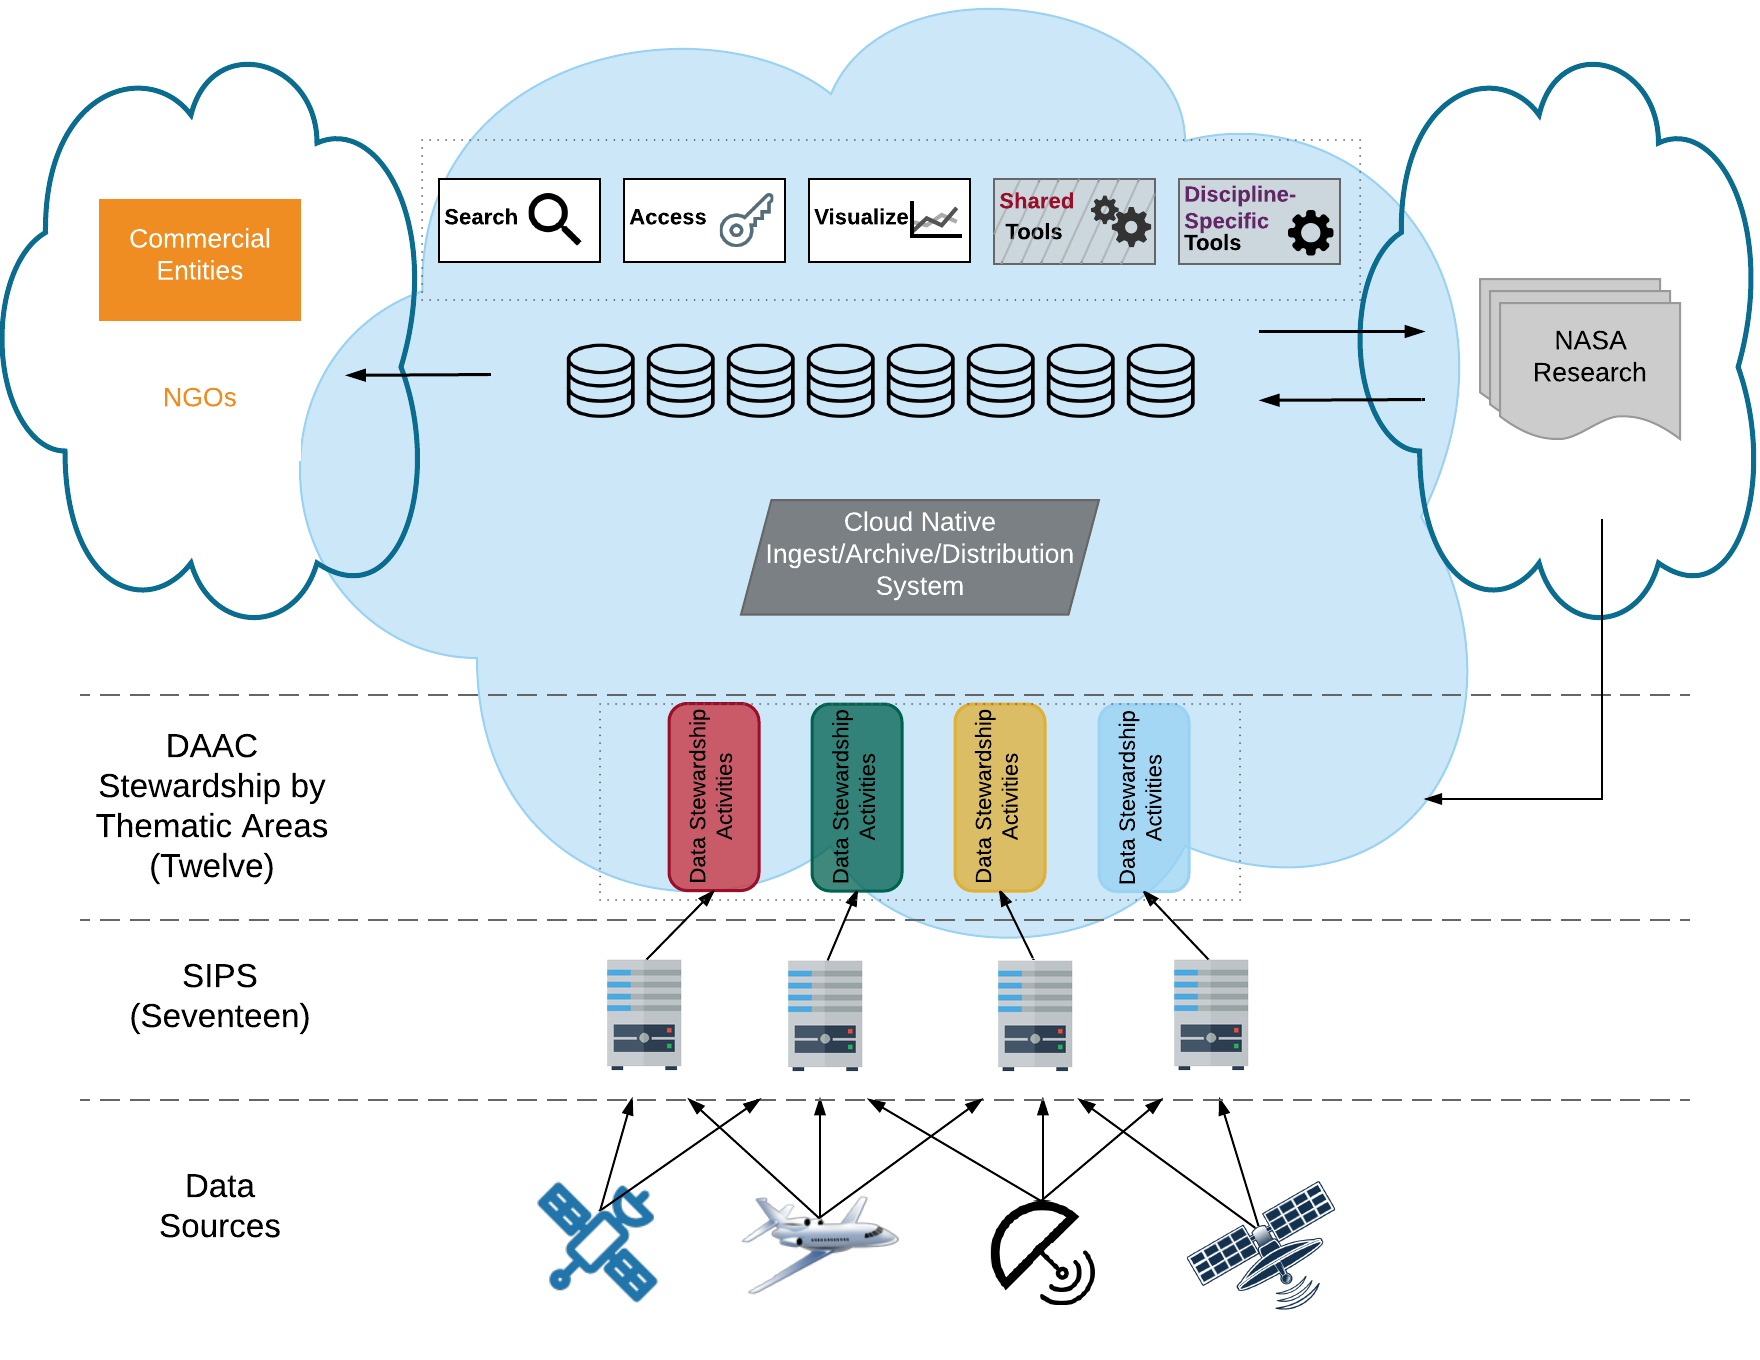 Commercial
Entities
NGOs
Search
Access
Visualize
Shared
Tools
Discipline-
Specific
Tools
NASA
Research
Cloud Native
Ingest/Archive/Distribution
System
DAAC
Stewardship by
Thematic Areas
(Twelve)
Data Stewardship
Activities
Data Stewardship
Activities
Data Stewardship
Activities
Data Stewardship
Activities
SIPS
(Seventeen)
Data
Sources